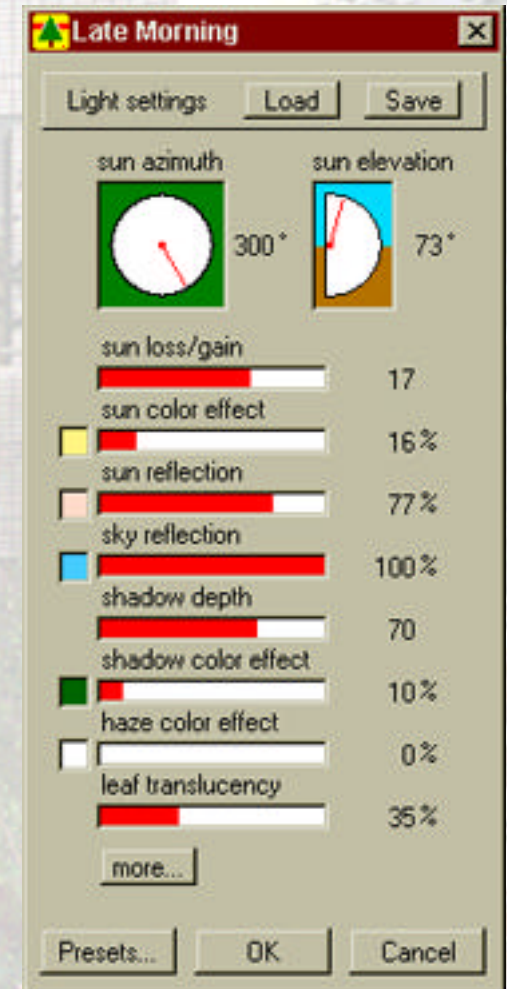 Late Morning
Light settings Load Save
sun azimuth sun elevation
300° 73°
sun loss/gain
17
sun color effect
16%
sun reflection
77%
sky reflection
100%
shadow depth
70
shadow color effect
10%
haze color effect
0%
leaf translucency
35%
more...
Presets... OK Cancel